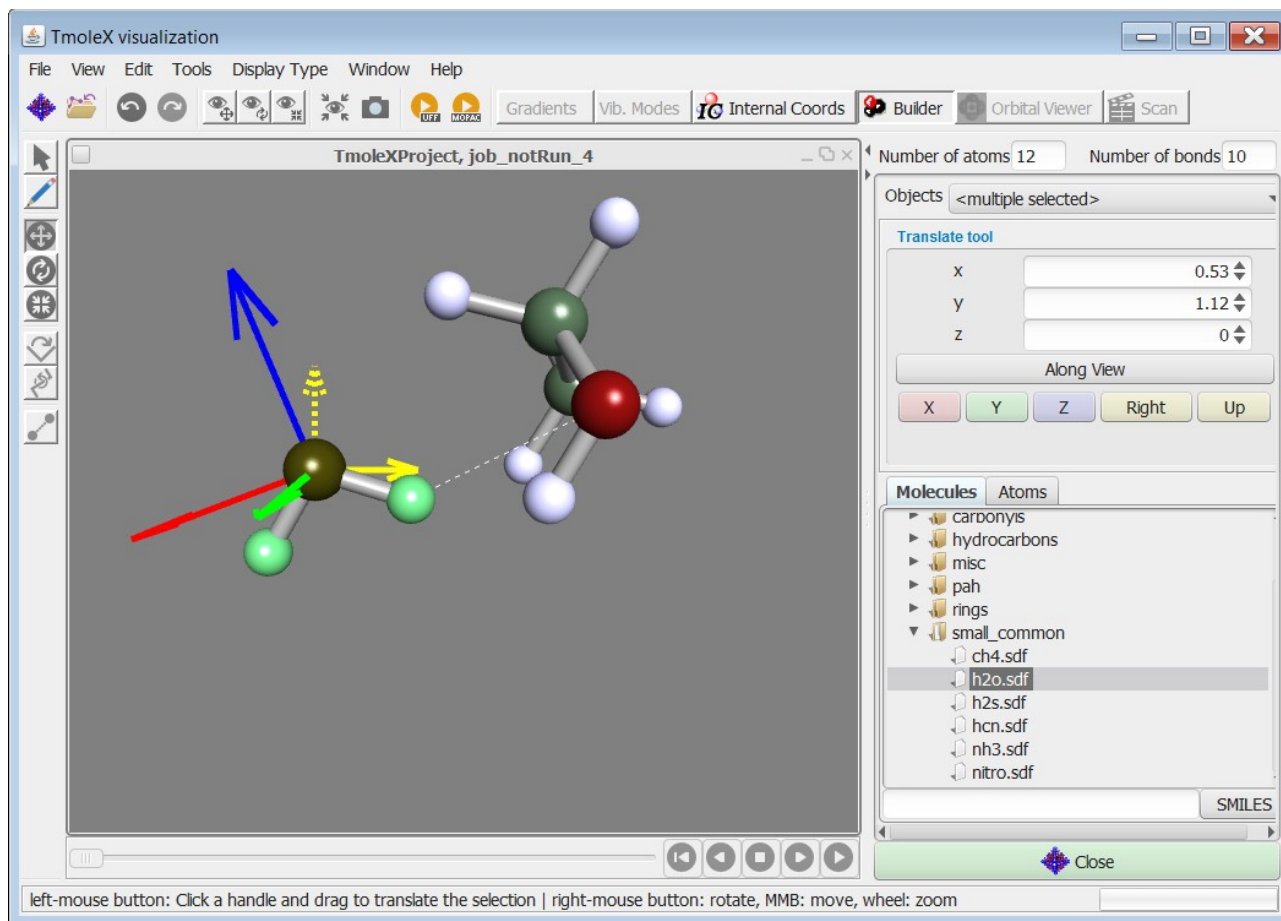 TmoleX visualization
File View Edit Tools Display Type Window Help
UFF MOPAC Gradients Vib. Modes IC Internal Coords Builder Orbital Viewer Scan
TmoleXProject, job_notRun_4
Number of atoms 12 Number of bonds 10
Objects <multiple selected>
Translate tool
x 0.53
y 1.12
z 0
Along View
X Y Z Right Up
Molecules Atoms
carbonyls
hydrocarbons
misc
pah
rings
small_common
ch4.sdf
h2o.sdf
h2s.sdf
hcn.sdf
nh3.sdf
nitro.sdf
SMILES
Close
left-mouse button: Click a handle and drag to translate the selection | right-mouse button: rotate, MMB: move, wheel: zoom